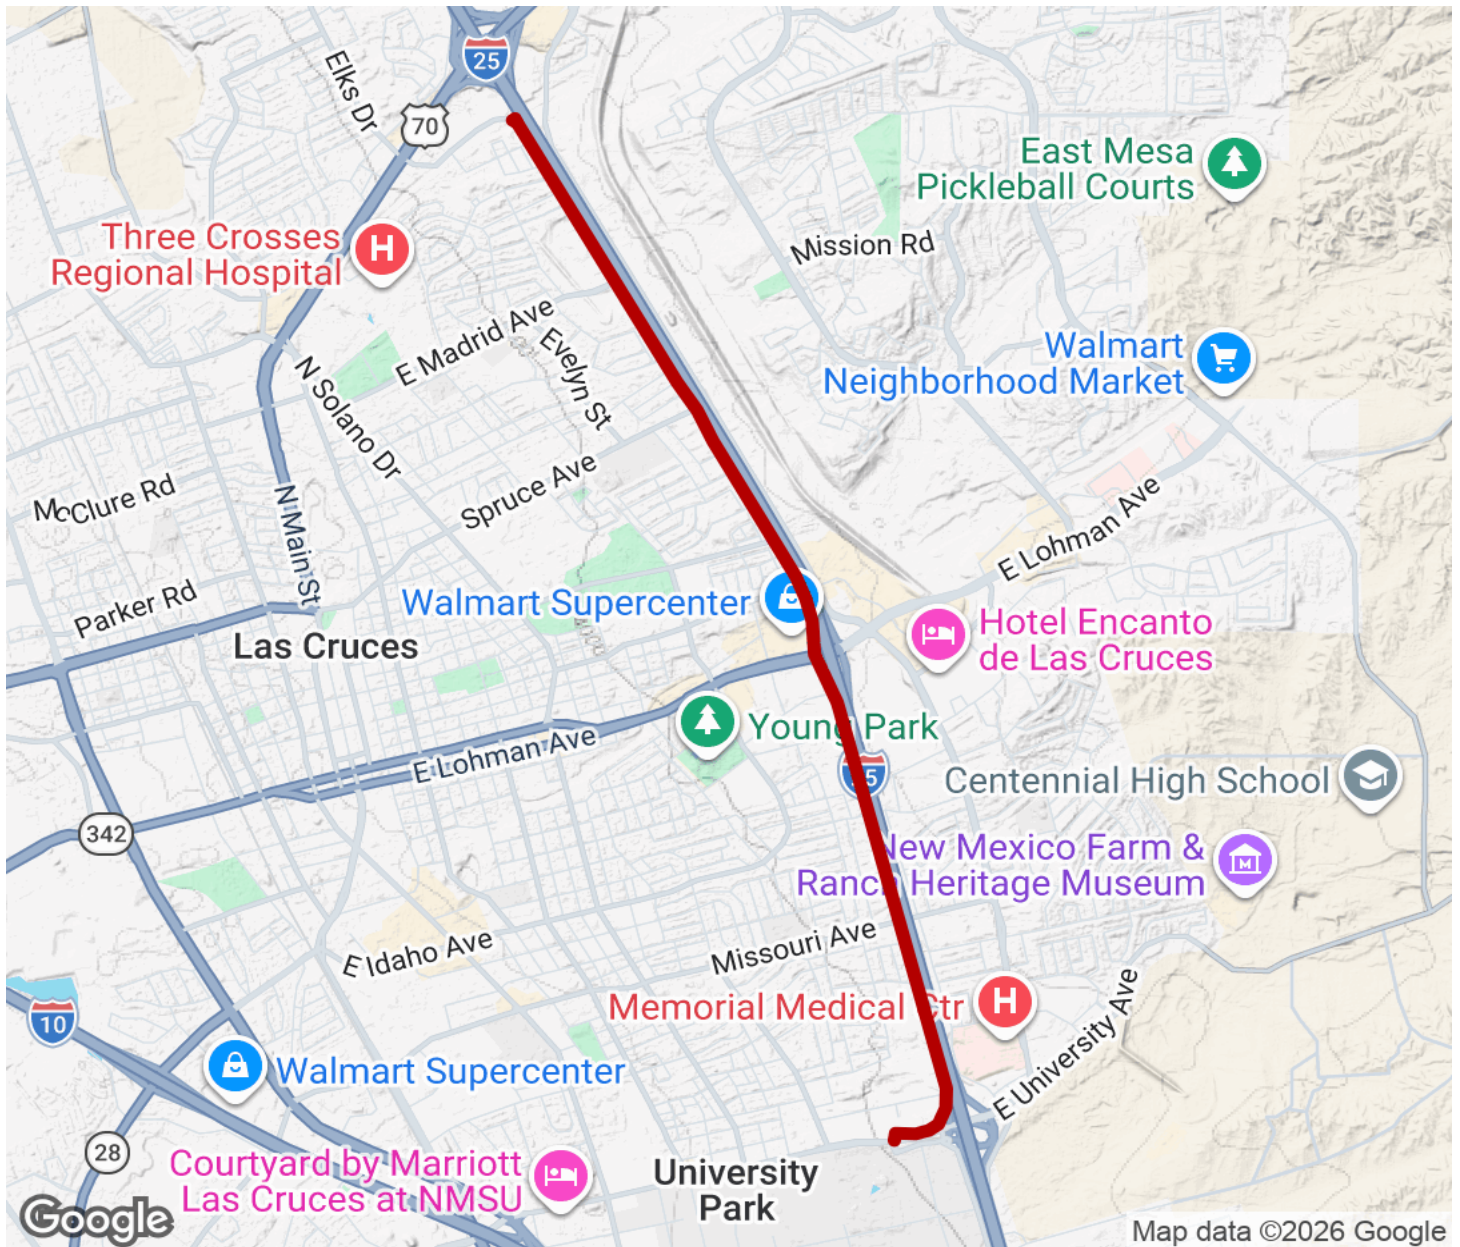 25
Elks Dr
70
East Mesa
Pickleball Courts
Three Crosses
Regional Hospital
H
Mission Rd
E Madrid Ave
Evelyn St
Walmart
Neighborhood Market
N Solano Dr
McClure Rd
N Main St
Spruce Ave
E Lohman Ave
Parker Rd
Walmart Supercenter
Las Cruces
Hotel Encanto
de Las Cruces
Young Park
E Lohman Ave
Centennial High School
342
New Mexico Farm &
Ranch Heritage Museum
M
E Idaho Ave
Missouri Ave
Memorial Medical Ctr
H
E University Ave
10
Walmart Supercenter
28
Courtyard by Marriott
Las Cruces at NMSU
University
Park
Google
Map data ©2026 Google